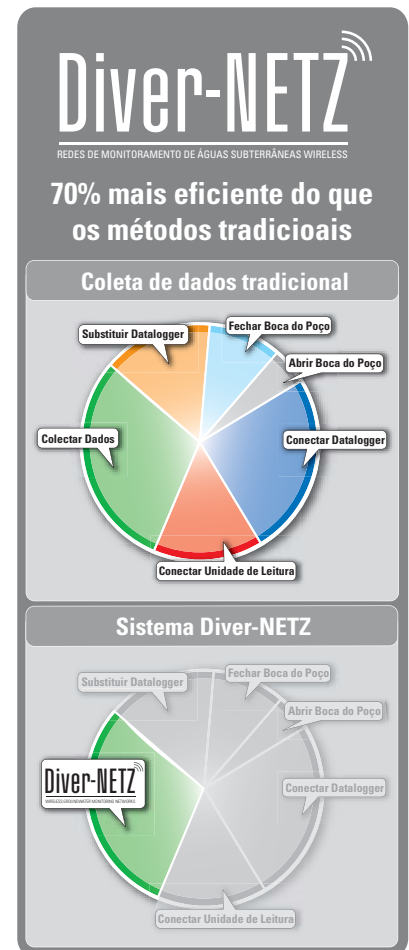 Diver-NETZ
REDES DE MONITORAMENTO DE ÁGUAS SUBTERRÂNEAS WIRELESS
70% mais eficiente do que
os métodos tradicioais
Coleta de dados tradicional
Substituir Datalogger
Fechar Boca do Poço
Abrir Boca do Poço
Colectar Dados
Conectar Datalogger
Conectar Unidade de Leitura
Sistema Diver-NETZ
Substituir Datalogger
Fechar Boca do Poço
Abrir Boca do Poço
Diver-NETZ
WIRELESS GROUNDWATER MONITORING NETWORKS
Conectar Datalogger
Conectar Unidade de Leitura